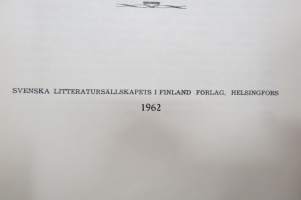 SVENSKA LITTERATURSÄLLSKAPETS I FINLAND FÖRLAG, HELSINGFORS
1962